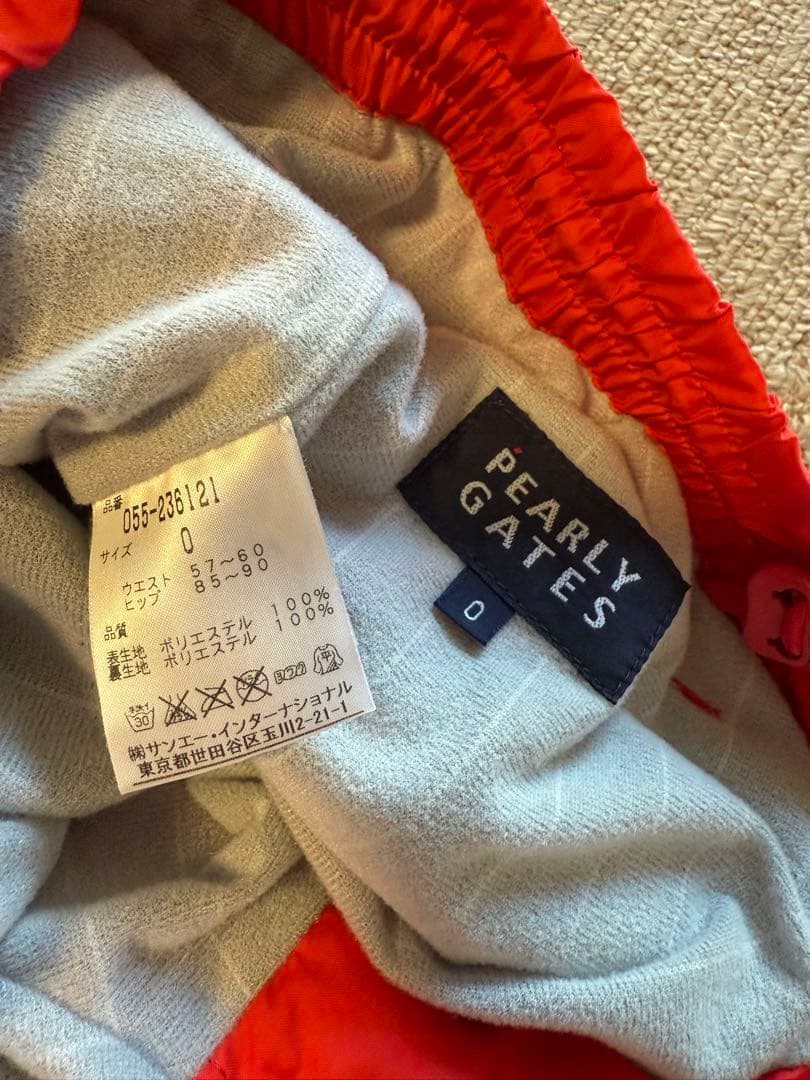 品番
055-236121
サイズ 0
ウエスト 57～60
ヒップ 85～90
品質
表生地 ポリエステル 100%
裏生地 ポリエステル 100%
30
平
㈱サンエー・インターナショナル
東京都世田谷区玉川2-21-1
PEARLY
GATES
0